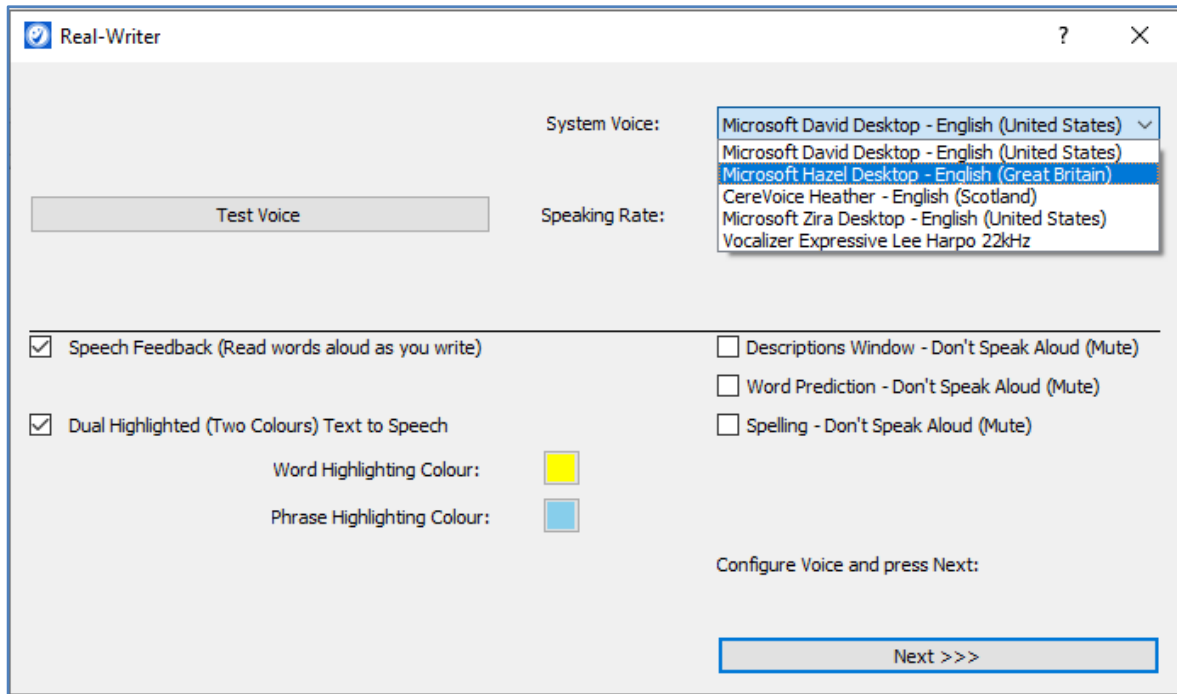 Real-Writer
?
System Voice:
Microsoft David Desktop - English (United States)
Microsoft David Desktop - English (United States)
Microsoft Hazel Desktop - English (Great Britain)
CereVoice Heather - English (Scotland)
Microsoft Zira Desktop - English (United States)
Vocalizer Expressive Lee Harpo 22kHz
Test Voice
Speaking Rate:
Speech Feedback (Read words aloud as you write)
Descriptions Window - Don't Speak Aloud (Mute)
Word Prediction - Don't Speak Aloud (Mute)
Dual Highlighted (Two Colours) Text to Speech
Spelling - Don't Speak Aloud (Mute)
Word Highlighting Colour:
Phrase Highlighting Colour:
Configure Voice and press Next:
Next >>>